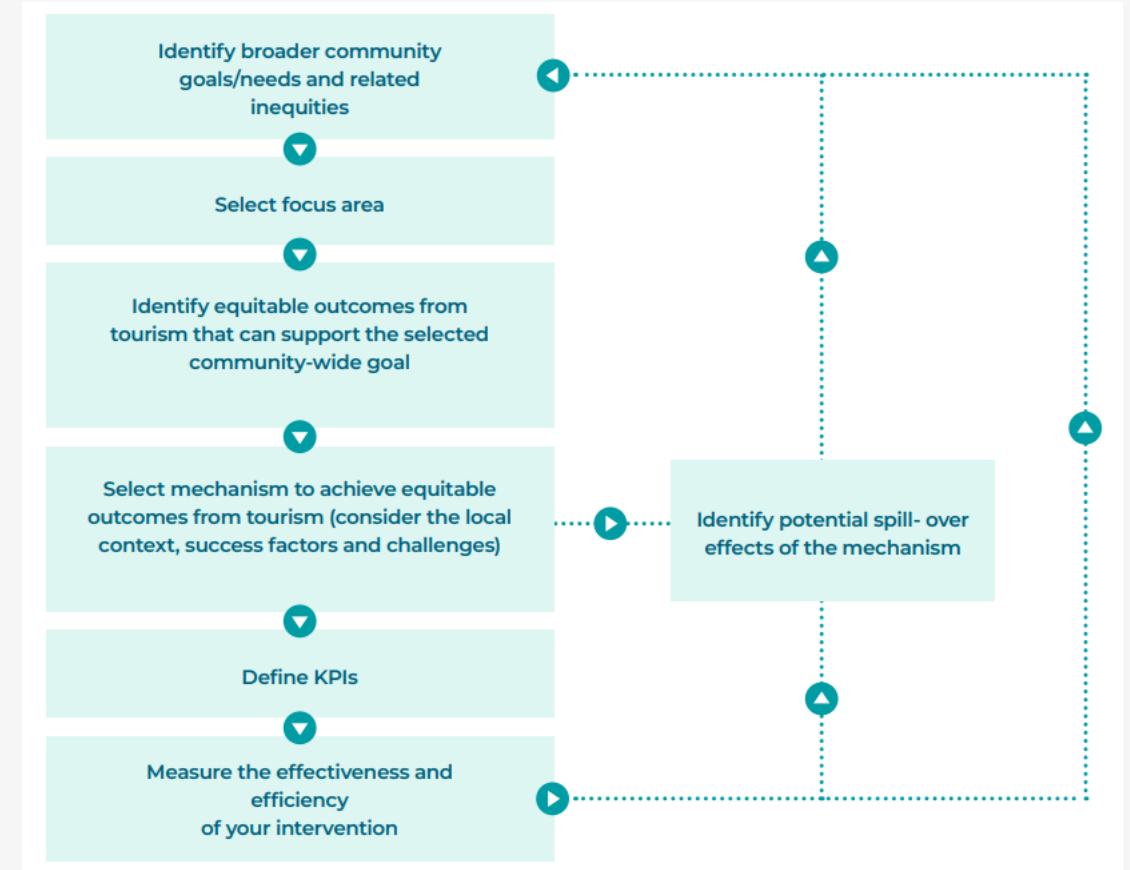 Identify broader community
goals/needs and related
inequities
Select focus area
Identify equitable outcomes from
tourism that can support the selected
community-wide goal
Select mechanism to achieve equitable
outcomes from tourism (consider the local
context, success factors and challenges)
Identify potential spill- over
effects of the mechanism
Define KPIs
Measure the effectiveness and
efficiency
of your intervention